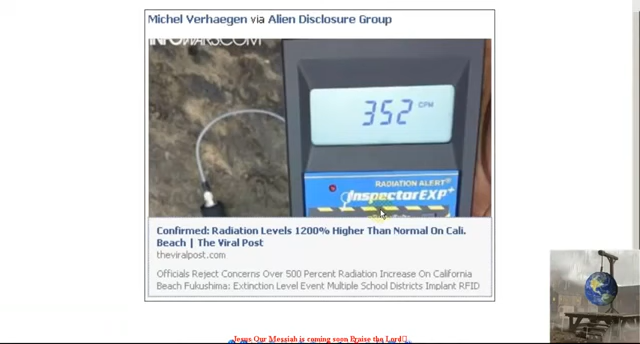 Michel Verhaegen via Alien Disclosure Group
INFOWARS.COM
352 CPM
RADIATION ALERT®
InspectorEXP+
Confirmed: Radiation Levels 1200% Higher Than Normal On Cali.
Beach | The Viral Post
theviralpost.com
Officials Reject Concerns Over 500 Percent Radiation Increase On California
Beach Fukushima: Extinction Level Event Multiple School Districts Implant RFID
Jesus Our Messiah is coming soon Praise the Lord